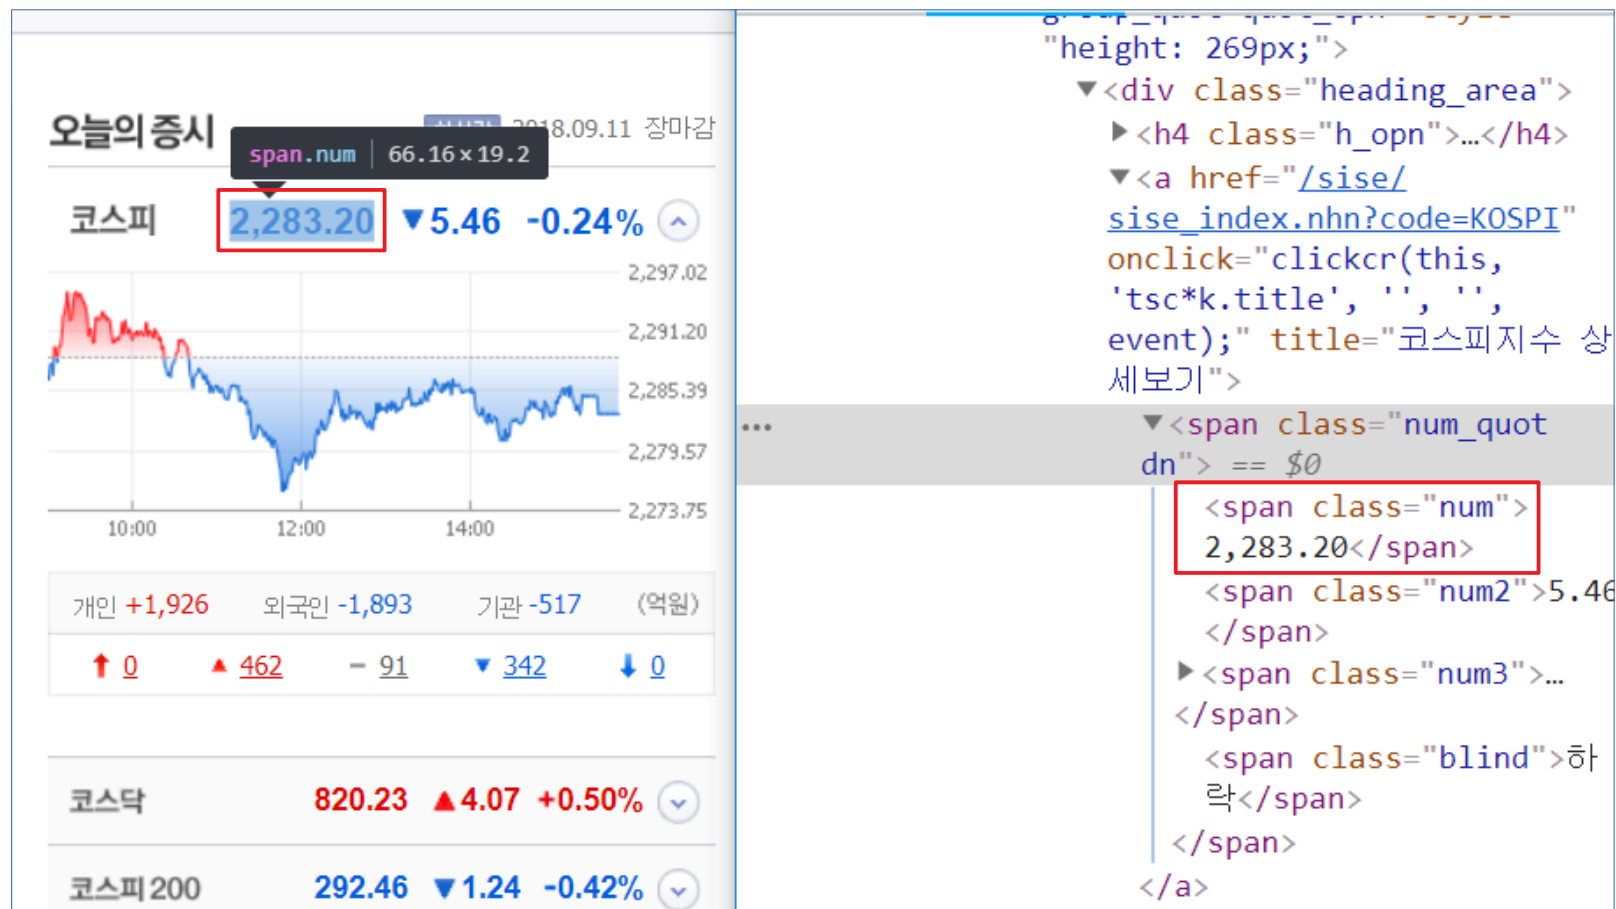 오늘의 증시
2018.09.11 장마감
span.num 66.16×19.2
코스피 2,283.20 ▼5.46 -0.24%
2,297.02
2,291.20
2,285.39
2,279.57
2,273.75
10:00 12:00 14:00
개인 +1,926 외국인 -1,893 기관 -517 (억원)
0 ▲ 462 − 91 ▼ 342 0
코스닥 820.23 ▲4.07 +0.50%
코스피 200 292.46 ▼1.24 -0.42%
"height: 269px;">
▼<div class="heading_area">
▶<h4 class="h_opn">…</h4>
▼<a href="/sise/
sise_index.nhn?code=KOSPI"
onclick="clickcr(this,
'tsc*k.title', '', '',
event);" title="코스피지수 상
세보기">
… ▼<span class="num_quot
dn"> == $0
<span class="num">
2,283.20</span>
<span class="num2">5.46
</span>
▶<span class="num3">…
</span>
<span class="blind">하
락</span>
</span>
</a>